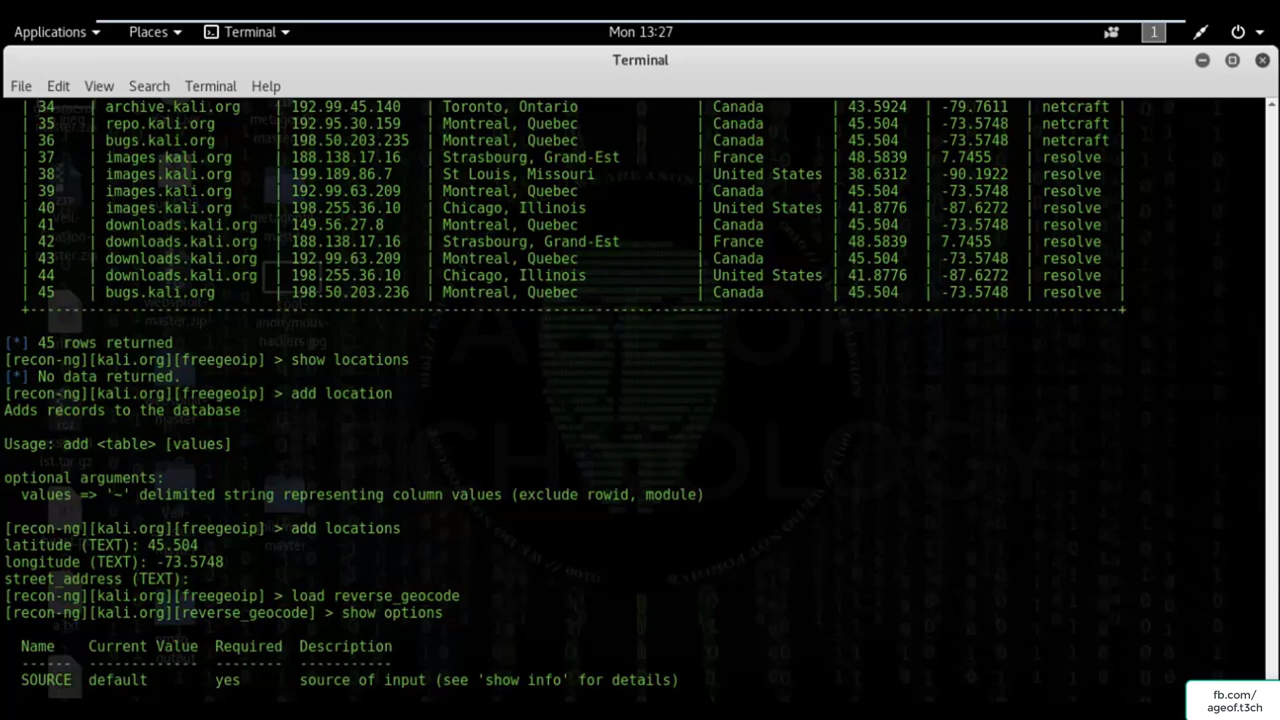 Applications Places Terminal Mon 13:27 1
Terminal
File Edit View Search Terminal Help
| 34 | archive.kali.org | 192.99.45.140 | Toronto, Ontario | Canada | 43.5924 | -79.7611 | netcraft |
| 35 | repo.kali.org | 192.95.30.159 | Montreal, Quebec | Canada | 45.504 | -73.5748 | netcraft |
| 36 | bugs.kali.org | 198.50.203.235 | Montreal, Quebec | Canada | 45.504 | -73.5748 | netcraft |
| 37 | images.kali.org | 188.138.17.16 | Strasbourg, Grand-Est | France | 48.5839 | 7.7455 | resolve |
| 38 | images.kali.org | 199.189.86.7 | St Louis, Missouri | United States | 38.6312 | -90.1922 | resolve |
| 39 | images.kali.org | 192.99.63.209 | Montreal, Quebec | Canada | 45.504 | -73.5748 | resolve |
| 40 | images.kali.org | 198.255.36.10 | Chicago, Illinois | United States | 41.8776 | -87.6272 | resolve |
| 41 | downloads.kali.org | 149.56.27.8 | Montreal, Quebec | Canada | 45.504 | -73.5748 | resolve |
| 42 | downloads.kali.org | 188.138.17.16 | Strasbourg, Grand-Est | France | 48.5839 | 7.7455 | resolve |
| 43 | downloads.kali.org | 192.99.63.209 | Montreal, Quebec | Canada | 45.504 | -73.5748 | resolve |
| 44 | downloads.kali.org | 198.255.36.10 | Chicago, Illinois | United States | 41.8776 | -87.6272 | resolve |
| 45 | bugs.kali.org | 198.50.203.236 | Montreal, Quebec | Canada | 45.504 | -73.5748 | resolve |
[*] 45 rows returned
[recon-ng][kali.org][freegeoip] > show locations
[*] No data returned.
[recon-ng][kali.org][freegeoip] > add location
Adds records to the database
Usage: add <table> [values]
optional arguments:
values => '~' delimited string representing column values (exclude rowid, module)
[recon-ng][kali.org][freegeoip] > add locations
latitude (TEXT): 45.504
longitude (TEXT): -73.5748
street address (TEXT):
[recon-ng][kali.org][freegeoip] > load reverse_geocode
[recon-ng][kali.org][reverse_geocode] > show options
Name Current Value Required Description
------ ------------- -------- -----------
SOURCE default yes source of input (see 'show info' for details)
fb.com/
ageof.t3ch